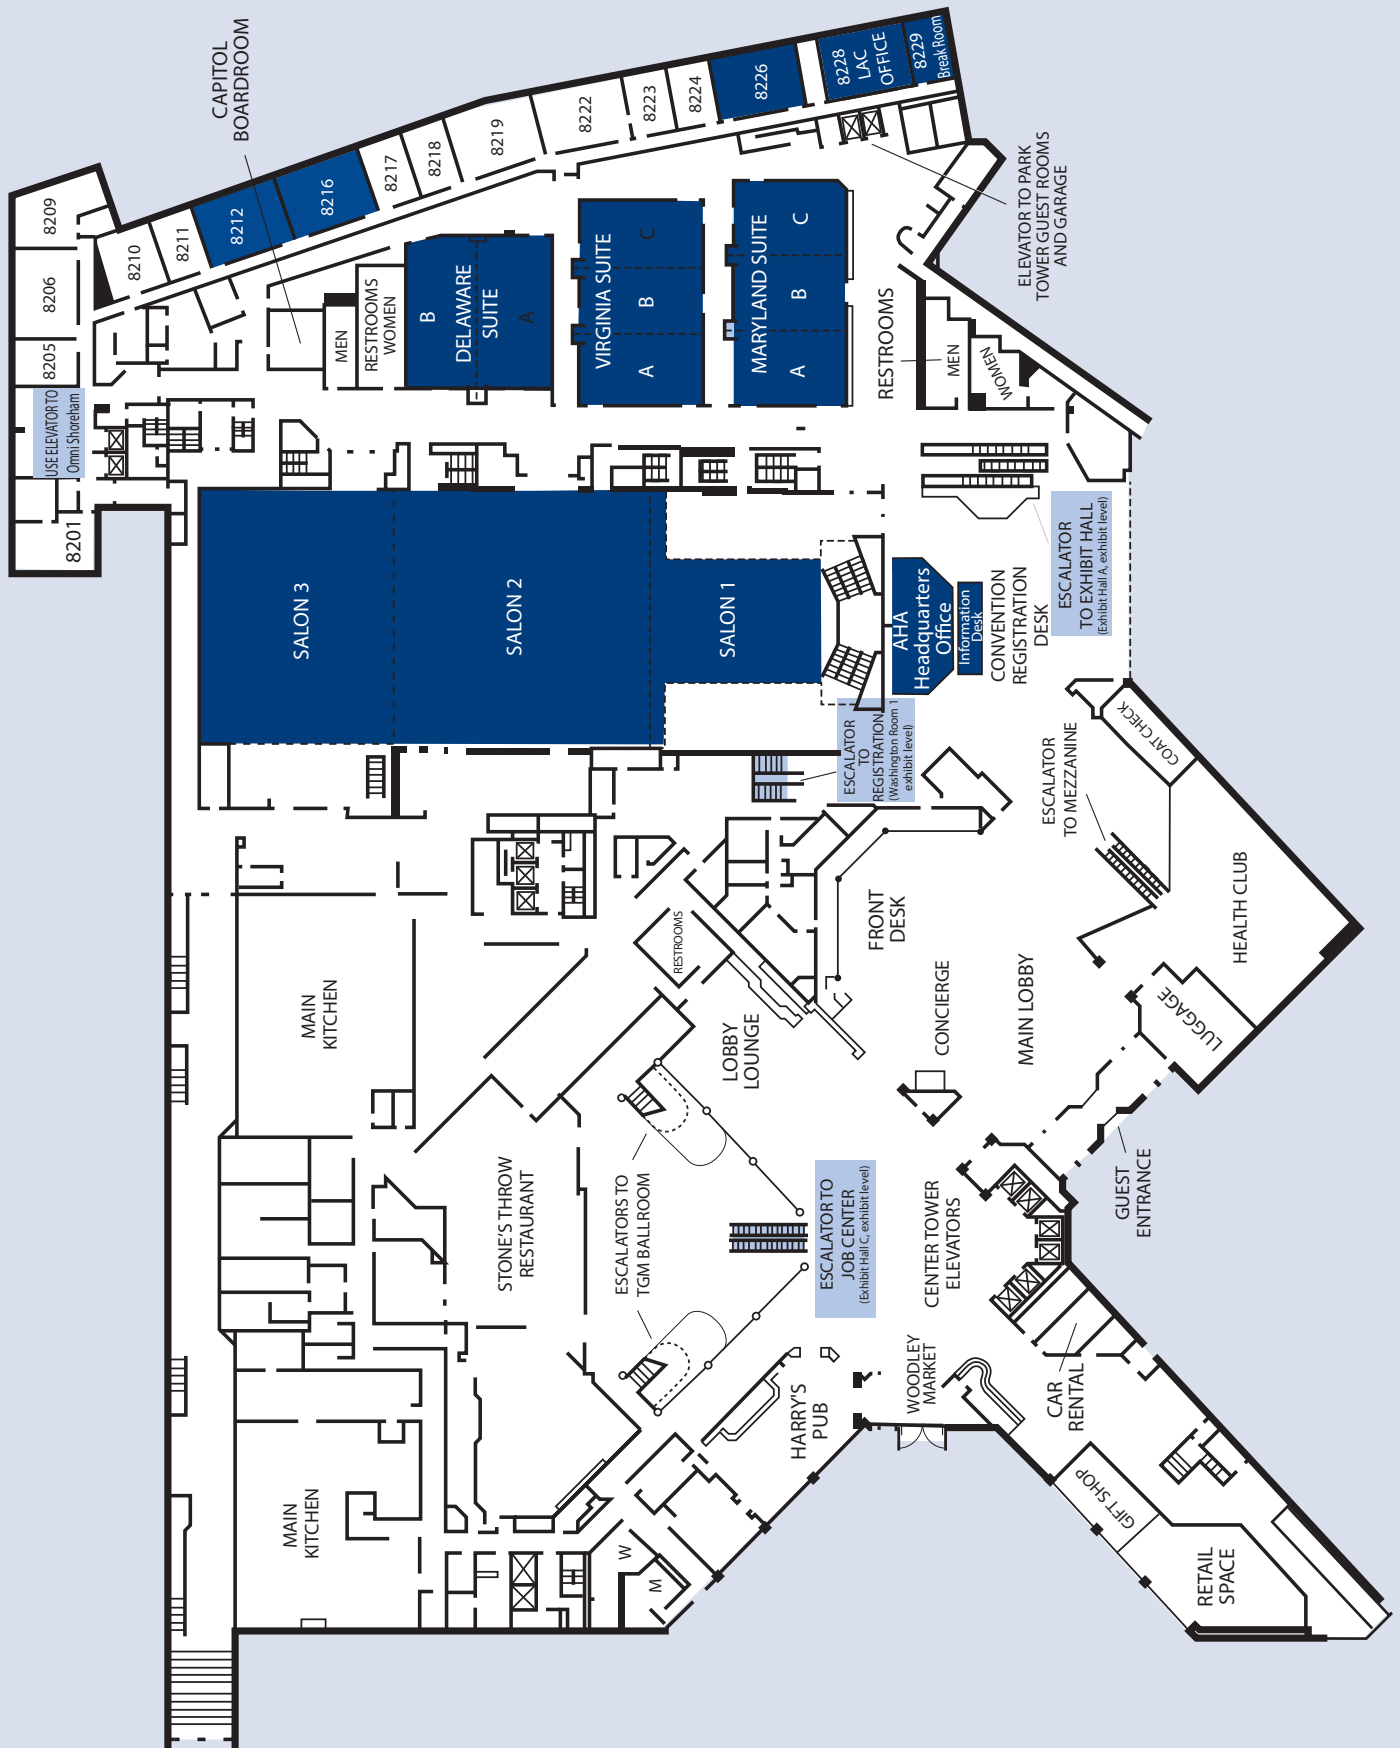 CAPITOL
BOARDROOM
8209
8206
8205
USE ELEVATOR TO
Omni Shoreham
8201
8210
8211
8212
8216
8217
8218
8219
8222
8223
8224
8226
8228
LAC
OFFICE
8229
Break Room
ELEVATOR TO PARK
TOWER GUEST ROOMS
AND GARAGE
MEN
RESTROOMS
WOMEN
B
DELAWARE
SUITE
A
VIRGINIA SUITE
A
B
C
MARYLAND SUITE
A
B
C
RESTROOMS
MEN
WOMEN
SALON 3
SALON 2
SALON 1
AHA
Headquarters
Office
Information
Desk
CONVENTION
REGISTRATION
DESK
ESCALATOR
TO EXHIBIT HALL
(Exhibit Hall A, exhibit level)
ESCALATOR
TO
REGISTRATION
(Washington Room 1
exhibit level)
COAT CHECK
ESCALATOR
TO MEZZANINE
HEALTH CLUB
FRONT
DESK
RESTROOMS
MAIN
KITCHEN
LOBBY
LOUNGE
CONCIERGE
MAIN LOBBY
LUGGAGE
GUEST
ENTRANCE
STONE'S THROW
RESTAURANT
ESCALATORS TO
TGM BALLROOM
ESCALATOR TO
JOB CENTER
(Exhibit Hall C, exhibit level)
CENTER TOWER
ELEVATORS
WOODLEY
MARKET
CAR
RENTAL
HARRY'S
PUB
GIFT SHOP
RETAIL
SPACE
MAIN
KITCHEN
W
M